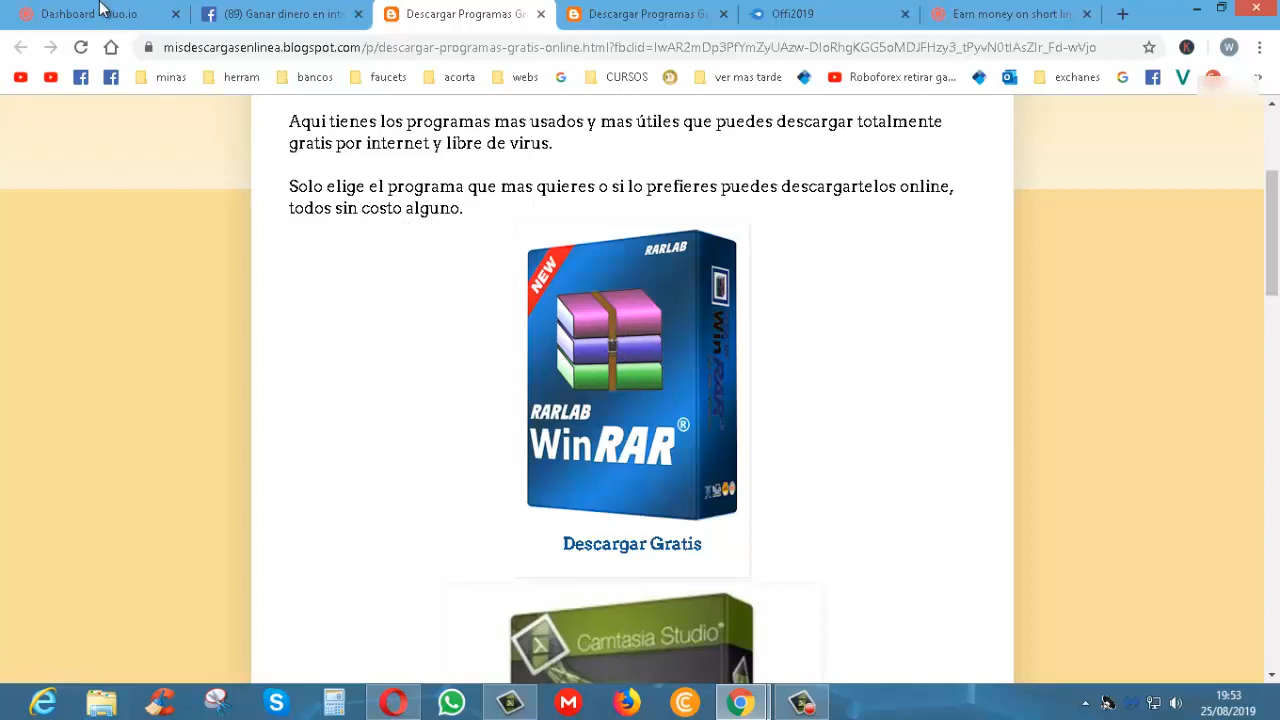 Dashboard
uo.io
(89) Ganar dinero en int
Descargar Programas Gr
Descargar Programas G
Offi2019
Earn money on short lin
misdescargasenlinea.blogspot.com/p/descargar-programas-gratis-online.html?fbclid=
K
W
minas
herram
bancos
faucets
acorta
webs
CURSOS
ver mas tarde
Roboforex retirar ga...
exchanes
Aqui tienes los programas mas usados y mas útiles que puedes descargar totalmente
gratis por internet y libre de virus.
Solo elige el programa que mas quieres o si lo prefieres puedes descargartelos online,
todos sin costo alguno.
RARLAB
NEW
WinRAR
RARLAB
WinRAR®
Descargar Gratis
Camtasia Studio
19:53
25/08/2019